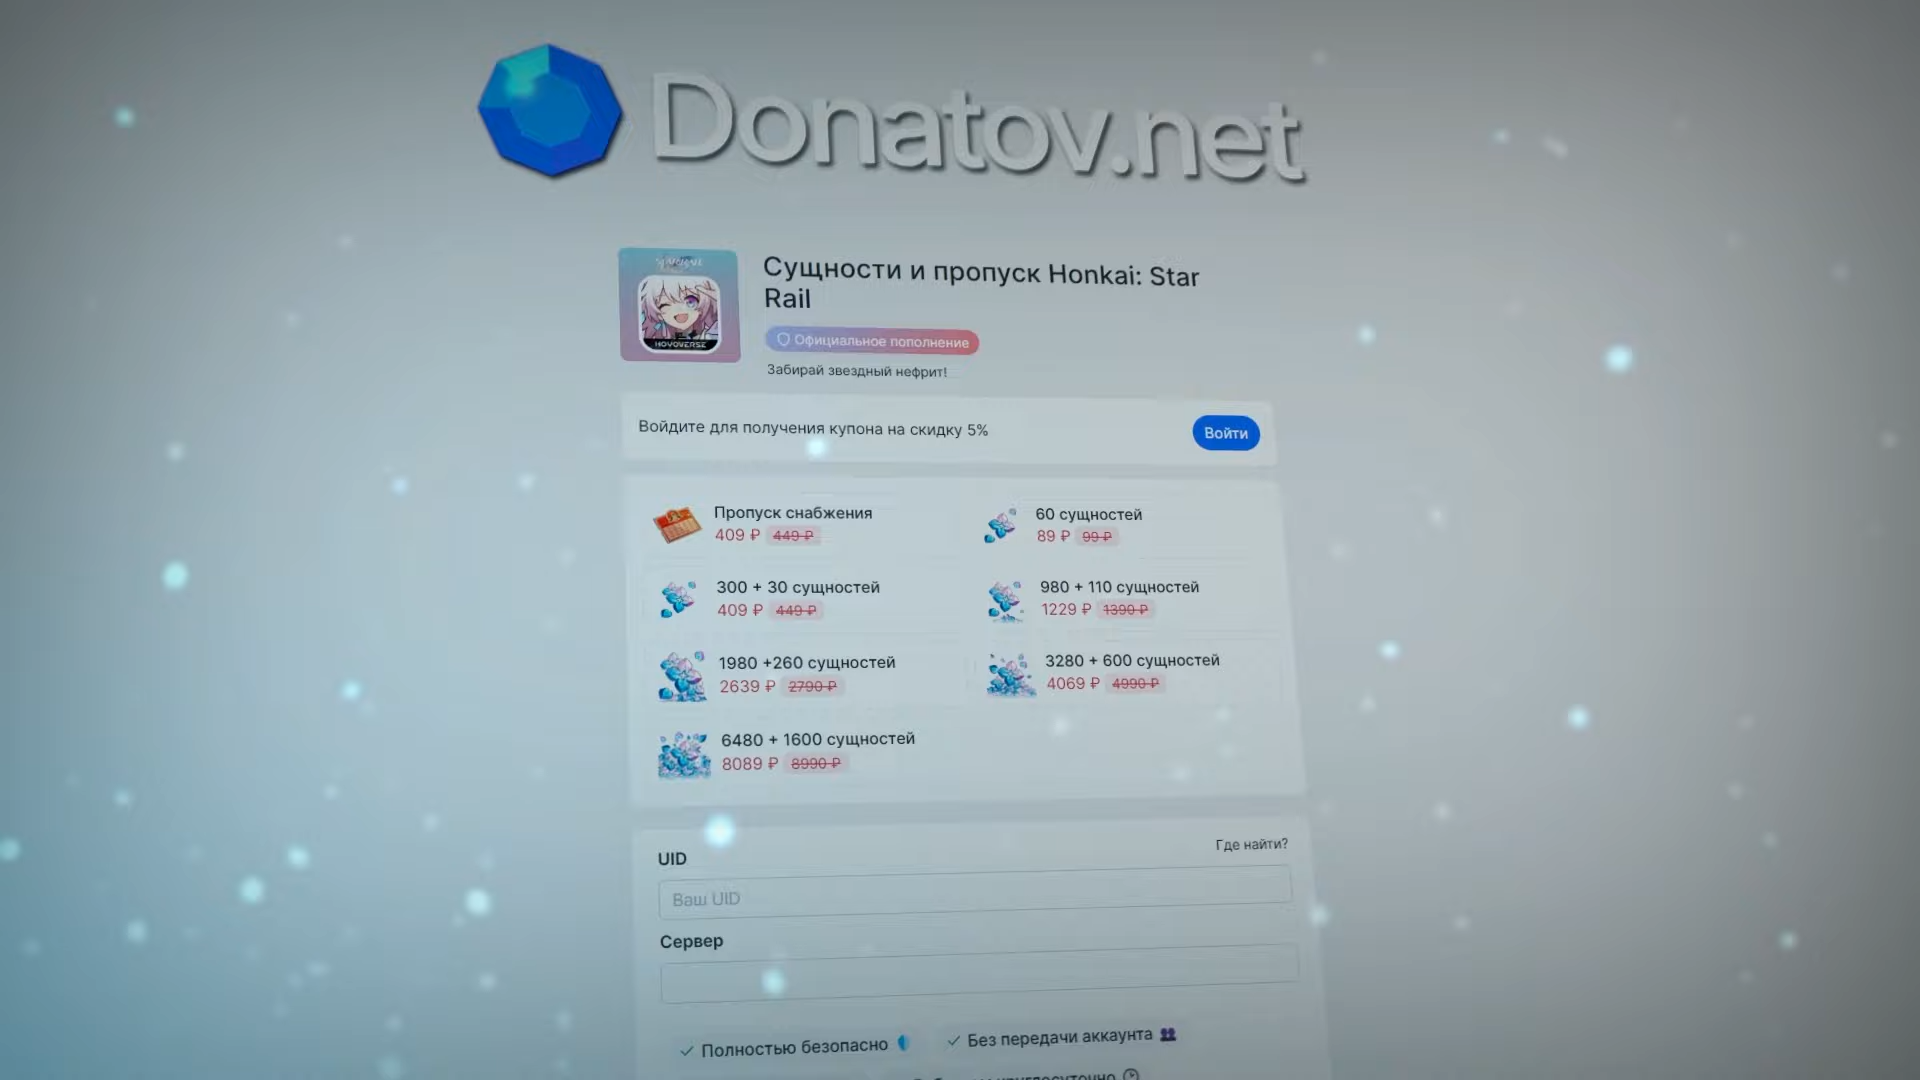 Donatov.net
Сущности и пропуск Honkai: Star
Rail
HOYOVERSE
Официальное пополнение
Забирай звездный нефрит!
Войдите для получения купона на скидку 5%
Войти
Пропуск снабжения
409 ₽ 449 ₽
60 сущностей
89 ₽ 99 ₽
300 + 30 сущностей
409 ₽ 449 ₽
980 + 110 сущностей
1229 ₽ 1390 ₽
1980 +260 сущностей
2639 ₽ 2790 ₽
3280 + 600 сущностей
4069 ₽ 4990 ₽
6480 + 1600 сущностей
8089 ₽ 8990 ₽
UID
Где найти?
Ваш UID
Сервер
Полностью безопасно
Без передачи аккаунта